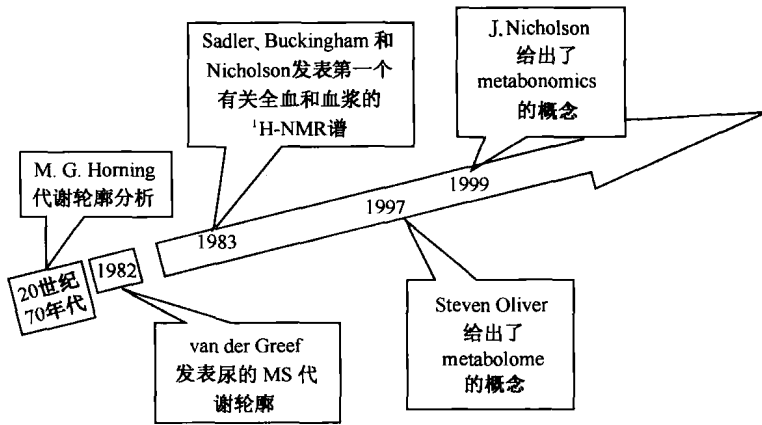 Sadler、Buckingham 和
Nicholson发表第一个
有关全血和血浆的
¹H-NMR谱
J. Nicholson
给出了
metabonomics
的概念
M. G. Horning
代谢轮廓分析
20世纪
70年代
1982
1983
1997
1999
van der Greef
发表尿的 MS 代
谢轮廓
Steven Oliver
给出了
metabolome
的概念